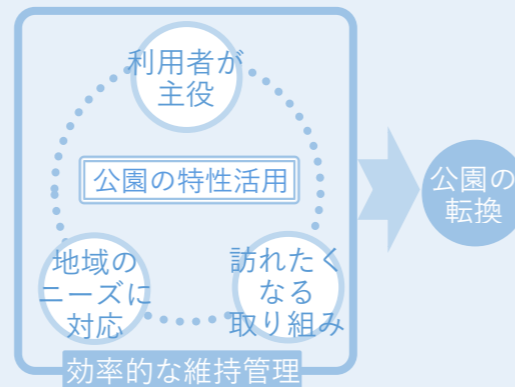 利用者が
主役
公園の特性活用
地域の
ニーズに
対応
訪れたく
なる
取り組み
効率的な維持管理
公園の
転換